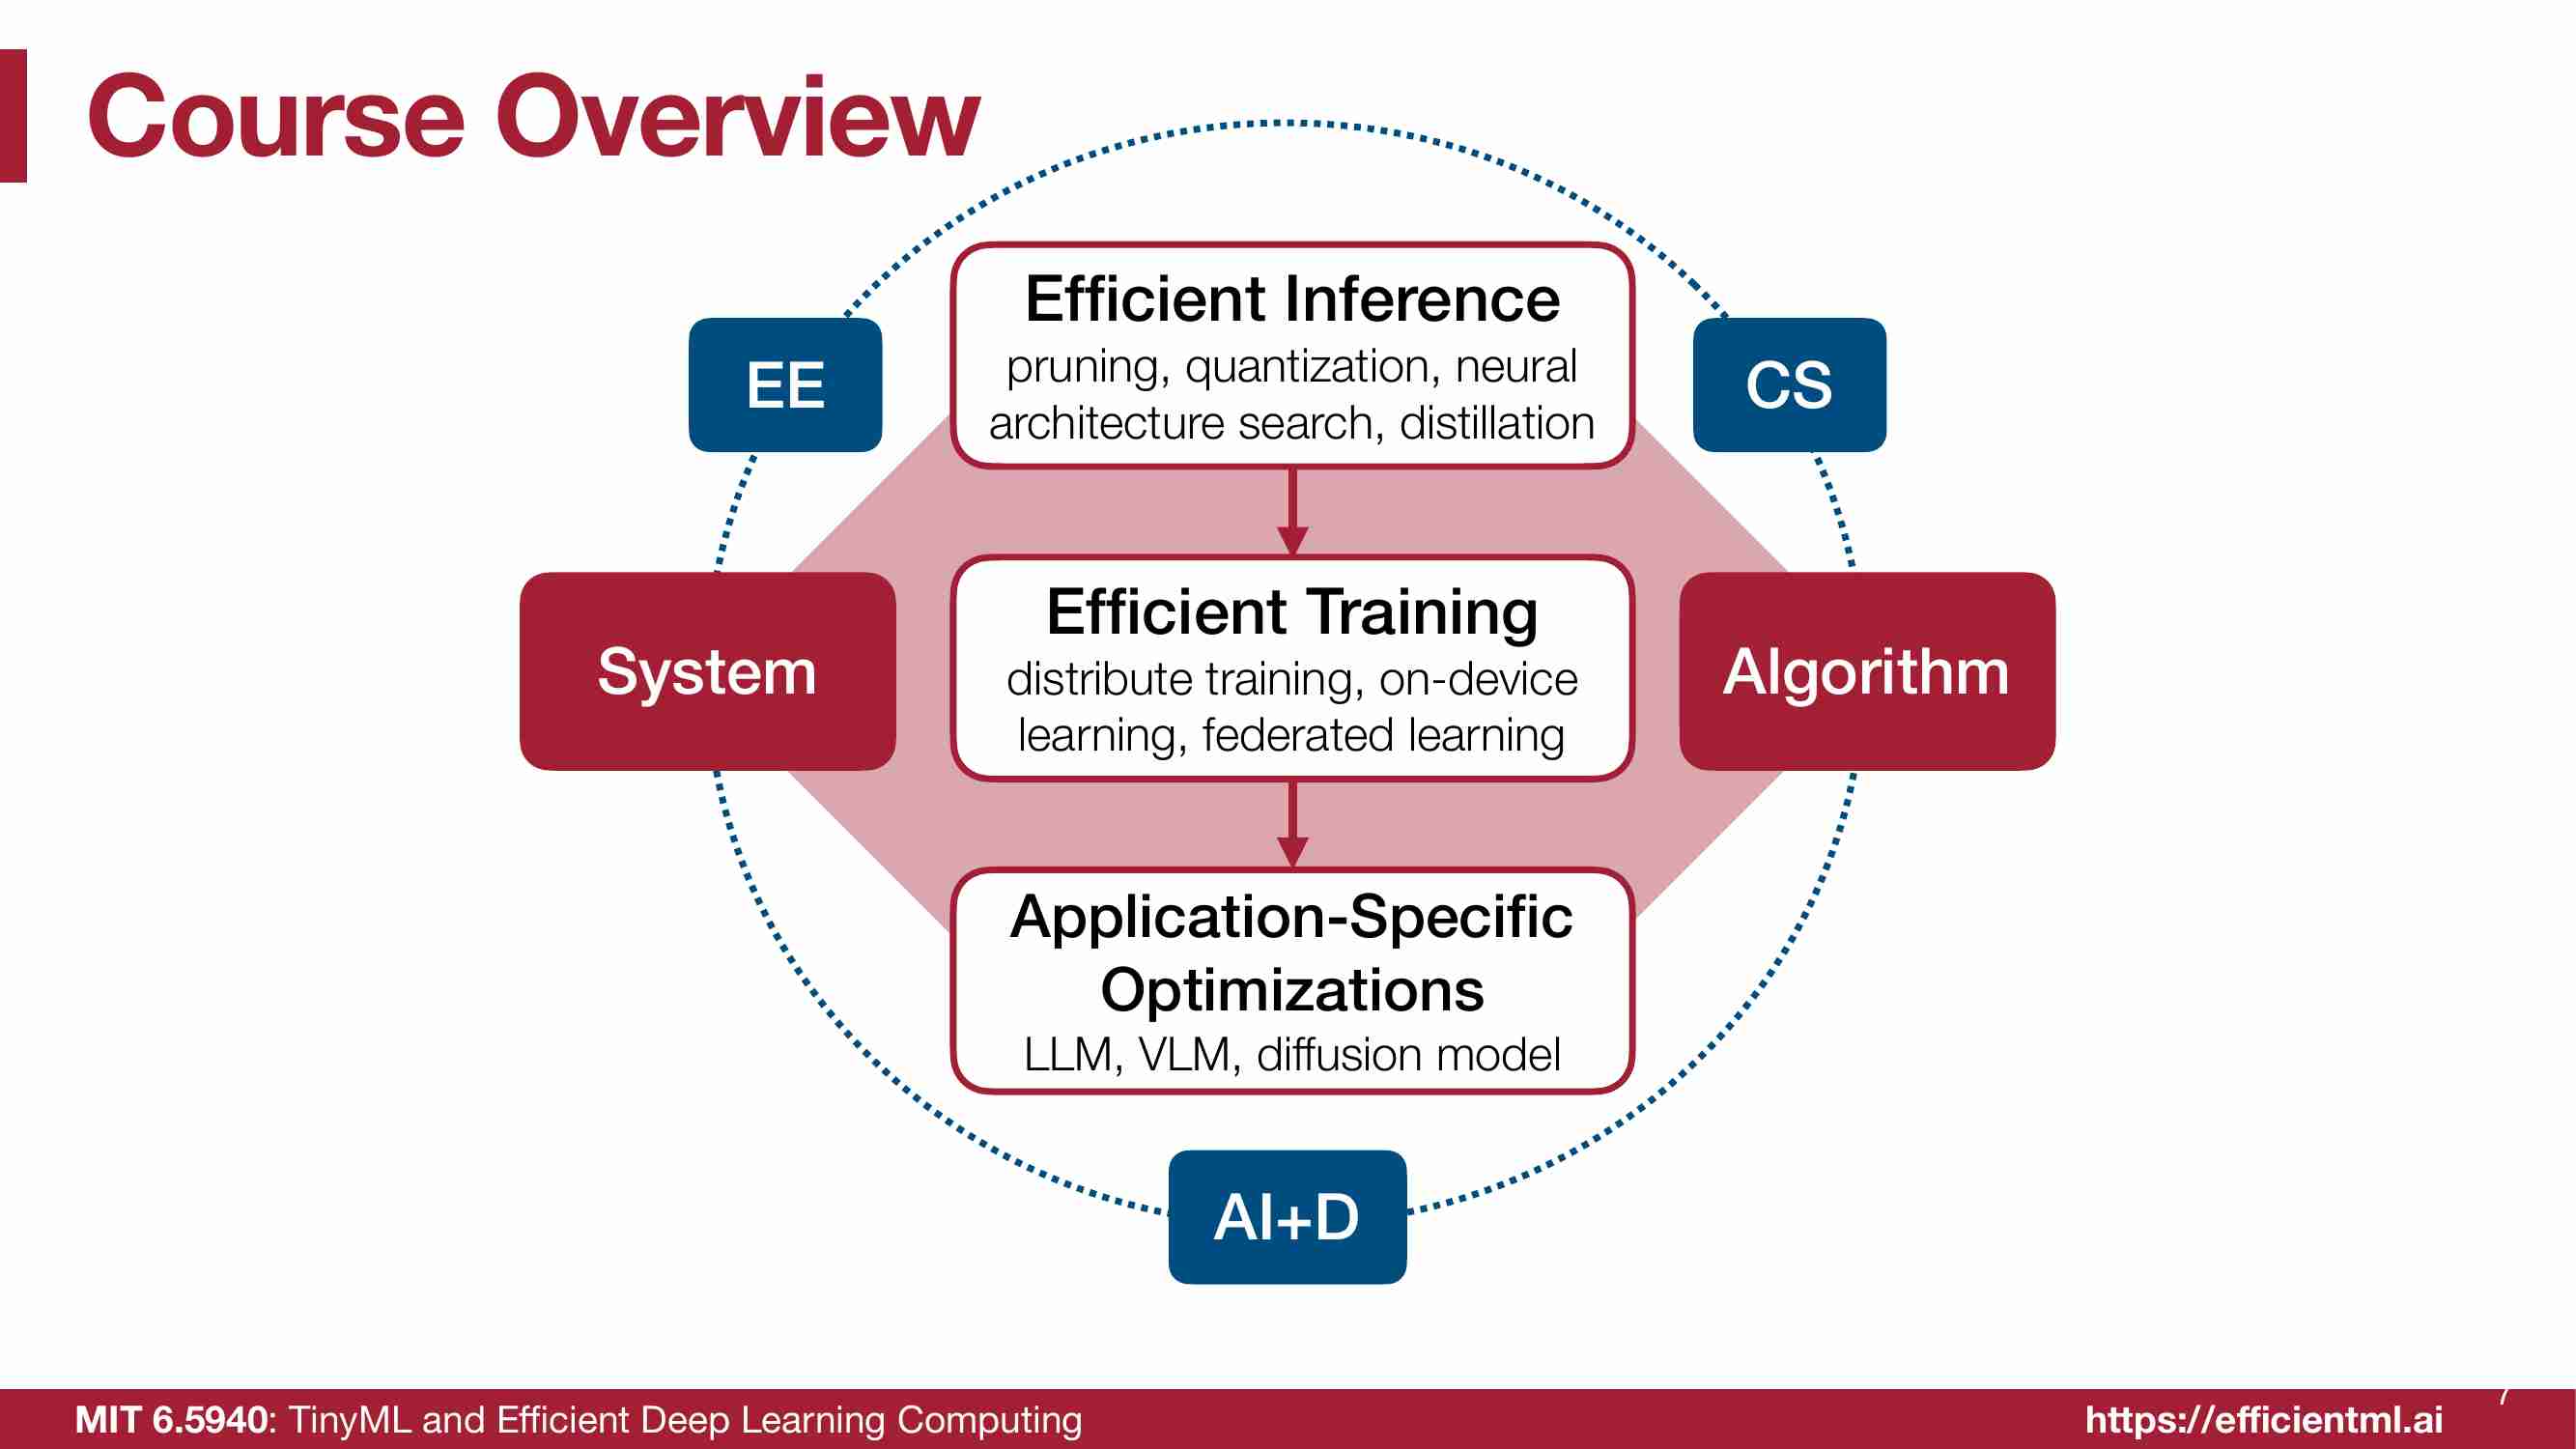 Course Overview
Efficient Inference
pruning, quantization, neural
architecture search, distillation
EE
CS
System
Efficient Training
distribute training, on-device
learning, federated learning
Algorithm
Application-Specific
Optimizations
LLM, VLM, diffusion model
AI+D
MIT 6.5940: TinyML and Efficient Deep Learning Computing
https://efficientml.ai